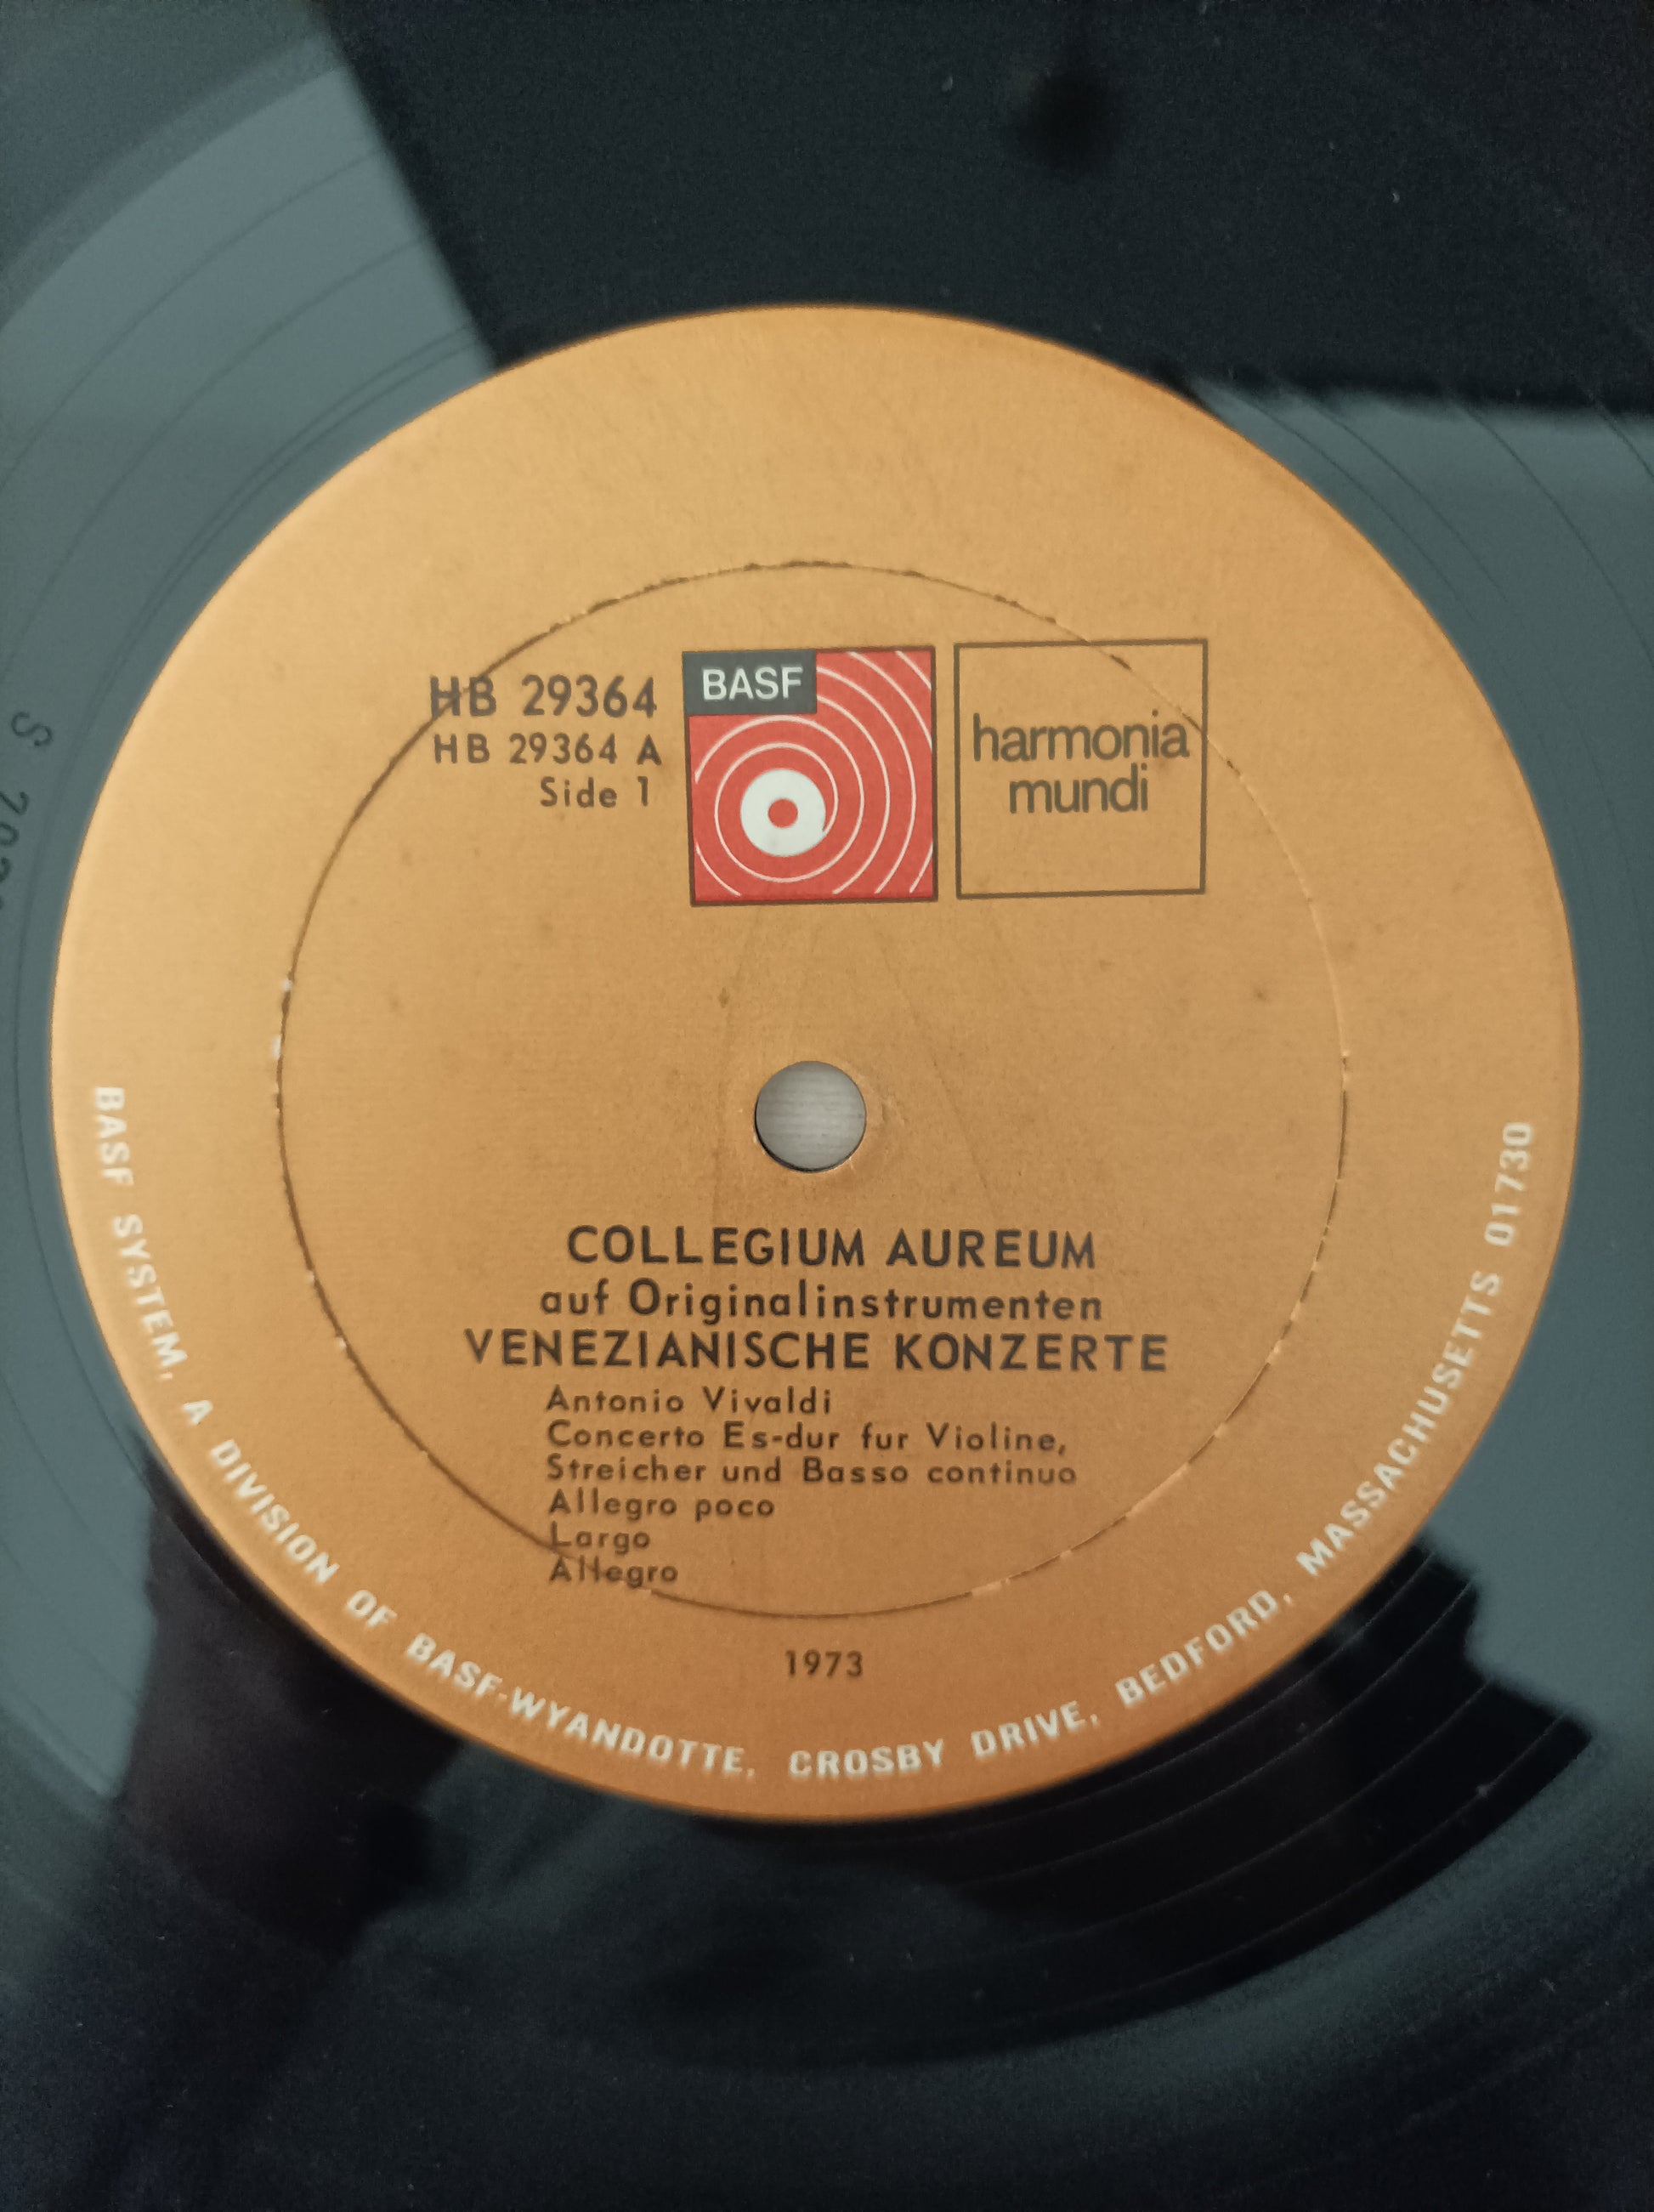 HB 29364
HB 29364 A
Side 1
BASF
harmonia
mundi
COLLEGIUM AUREUM
auf Originalinstrumenten
VENEZIANISCHE KONZERTE
Antonio Vivaldi
Concerto Es-dur fur Violine,
Streicher und Basso continuo
Allegro poco
Largo
Allegro
1973
BASF SYSTEM, A DIVISION OF BASF-WYANDOTTE, CROSBY DRIVE, BEDFORD, MASSACHUSETTS 01730